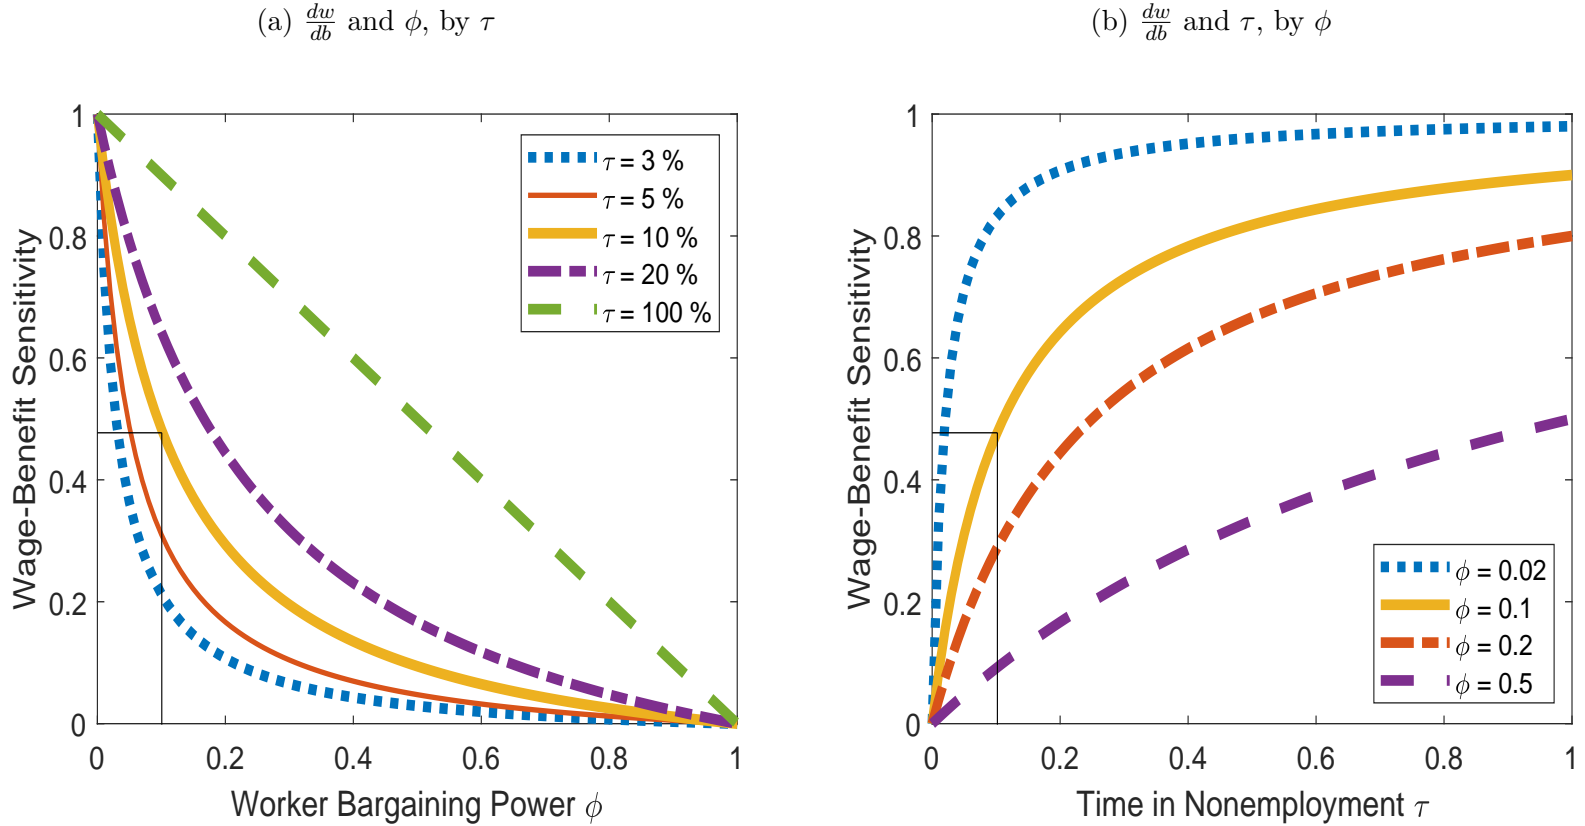 (a) dw/db and ϕ, by τ
1
0.8
0.6
0.4
0.2
0
0
0.2
0.4
0.6
0.8
1
Wage-Benefit Sensitivity
Worker Bargaining Power ϕ
τ = 3 %
τ = 5 %
τ = 10 %
τ = 20 %
τ = 100 %
(b) dw/db and τ, by ϕ
1
0.8
0.6
0.4
0.2
0
0
0.2
0.4
0.6
0.8
1
Wage-Benefit Sensitivity
Time in Nonemployment τ
ϕ = 0.02
ϕ = 0.1
ϕ = 0.2
ϕ = 0.5